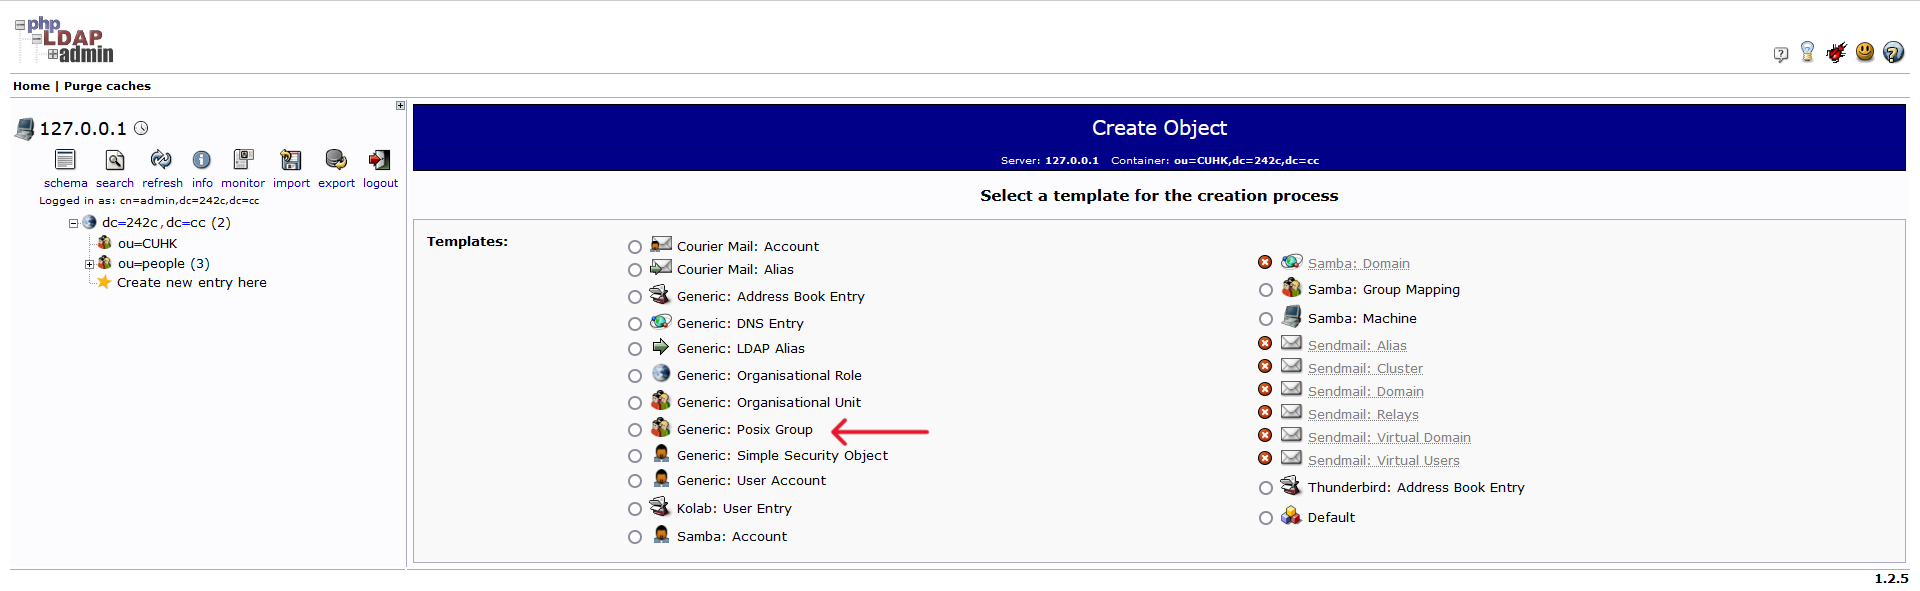 php
LDAP
admin
Home | Purge caches
127.0.0.1
schema search refresh info monitor import export logout
Logged in as: cn=admin,dc=242c,dc=cc
dc=242c,dc=cc (2)
ou=CUHK
ou=people (3)
Create new entry here
Create Object
Server: 127.0.0.1 Container: ou=CUHK,dc=242c,dc=cc
Select a template for the creation process
Templates:
Courier Mail: Account
Courier Mail: Alias
Generic: Address Book Entry
Generic: DNS Entry
Generic: LDAP Alias
Generic: Organisational Role
Generic: Organisational Unit
Generic: Posix Group
Generic: Simple Security Object
Generic: User Account
Kolab: User Entry
Samba: Account
Samba: Domain
Samba: Group Mapping
Samba: Machine
Sendmail: Alias
Sendmail: Cluster
Sendmail: Domain
Sendmail: Relays
Sendmail: Virtual Domain
Sendmail: Virtual Users
Thunderbird: Address Book Entry
Default
1.2.5